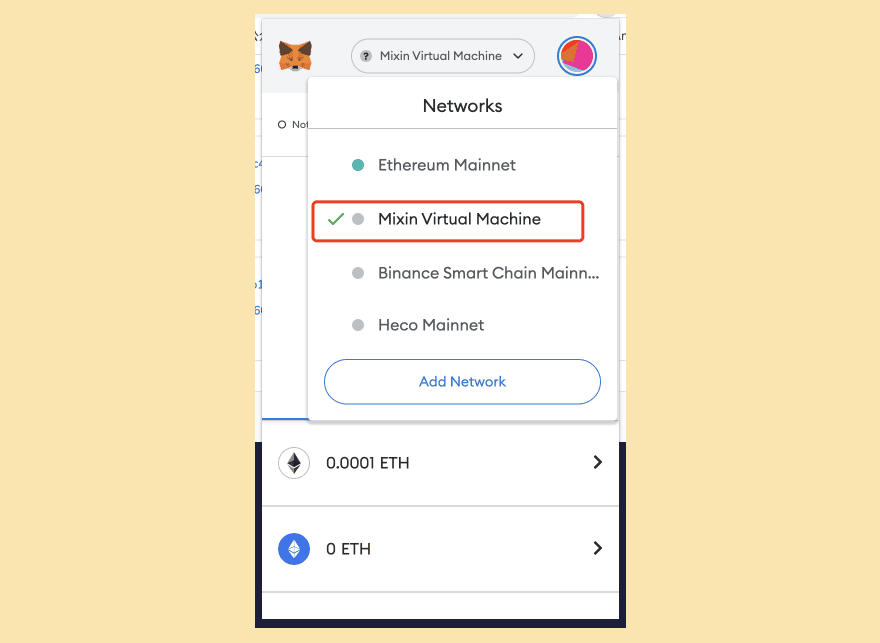 Mixin Virtual Machine
Networks
Not
Ethereum Mainnet
Mixin Virtual Machine
Binance Smart Chain Mainn...
Heco Mainnet
Add Network
0.0001 ETH
0 ETH